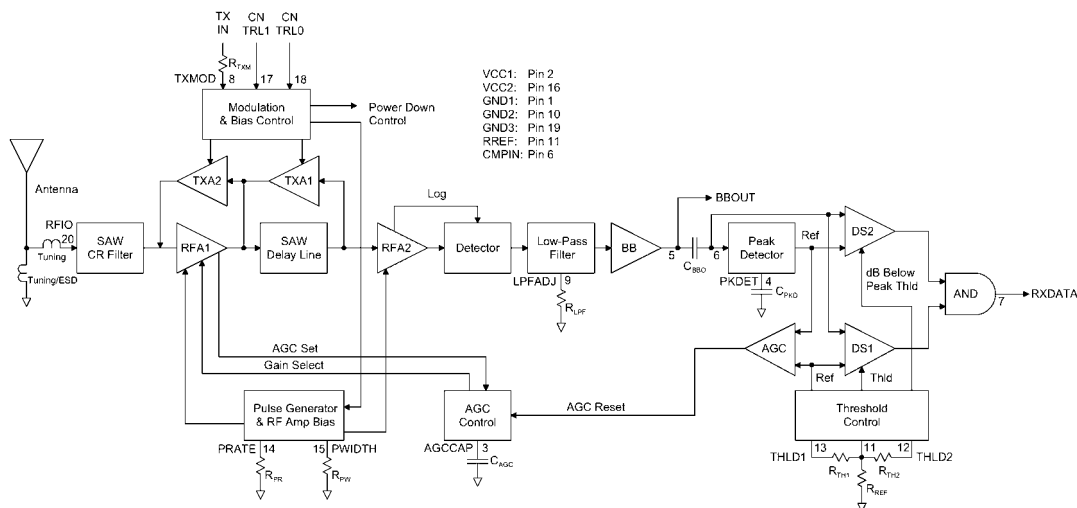 TX
IN
CN
TRL1
CN
TRL0
RTXM
TXMOD 8
17
18
Modulation
& Bias Control
Power Down
Control
VCC1: Pin 2
VCC2: Pin 16
GND1: Pin 1
GND2: Pin 10
GND3: Pin 19
RREF: Pin 11
CMPIN: Pin 6
Antenna
TXA2
TXA1
Log
BBOUT
RFIO
20
Tuning
Tuning/ESD
SAW
CR Filter
RFA1
SAW
Delay Line
RFA2
Detector
Low-Pass
Filter
LPFADJ 9
RLPF
BB
5
CBBO
6
Peak
Detector
PKDET 4
CPKD
Ref
DS2
dB Below
Peak Thld
AND
7
RXDATA
AGC Set
Gain Select
AGC
DS1
Ref
Thld
Pulse Generator
& RF Amp Bias
AGC
Control
AGC Reset
Threshold
Control
PRATE 14
15 PWIDTH
RPR
RPW
AGCCAP 3
CAGC
THLD1 13
11
12 THLD2
RTH1
RTH2
RREF